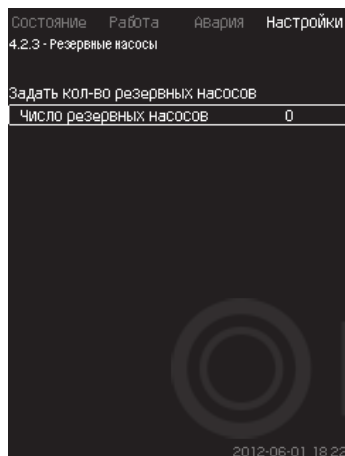 Состояние Работа Авария Настройки
4.2.3 - Резервные насосы
Задать кол-во резервных насосов
Число резервных насосов 0
2012-06-01 18:22